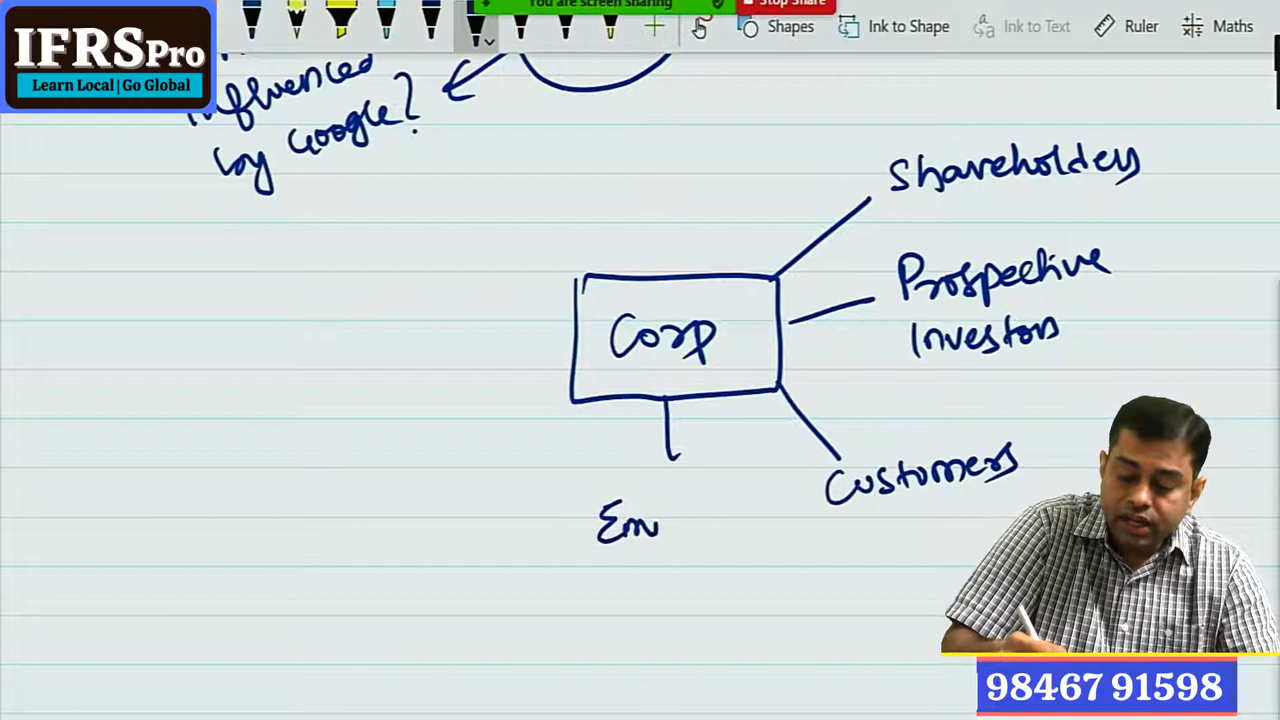 You are screen sharing
Stop Share
IFRSPro
Learn Local|Go Global
Shapes
Ink to Shape
Ink to Text
Ruler
Maths
influenced
by Google?
Shareholders
Prospective
Investors
Corp
Customers
Em
98467 91598